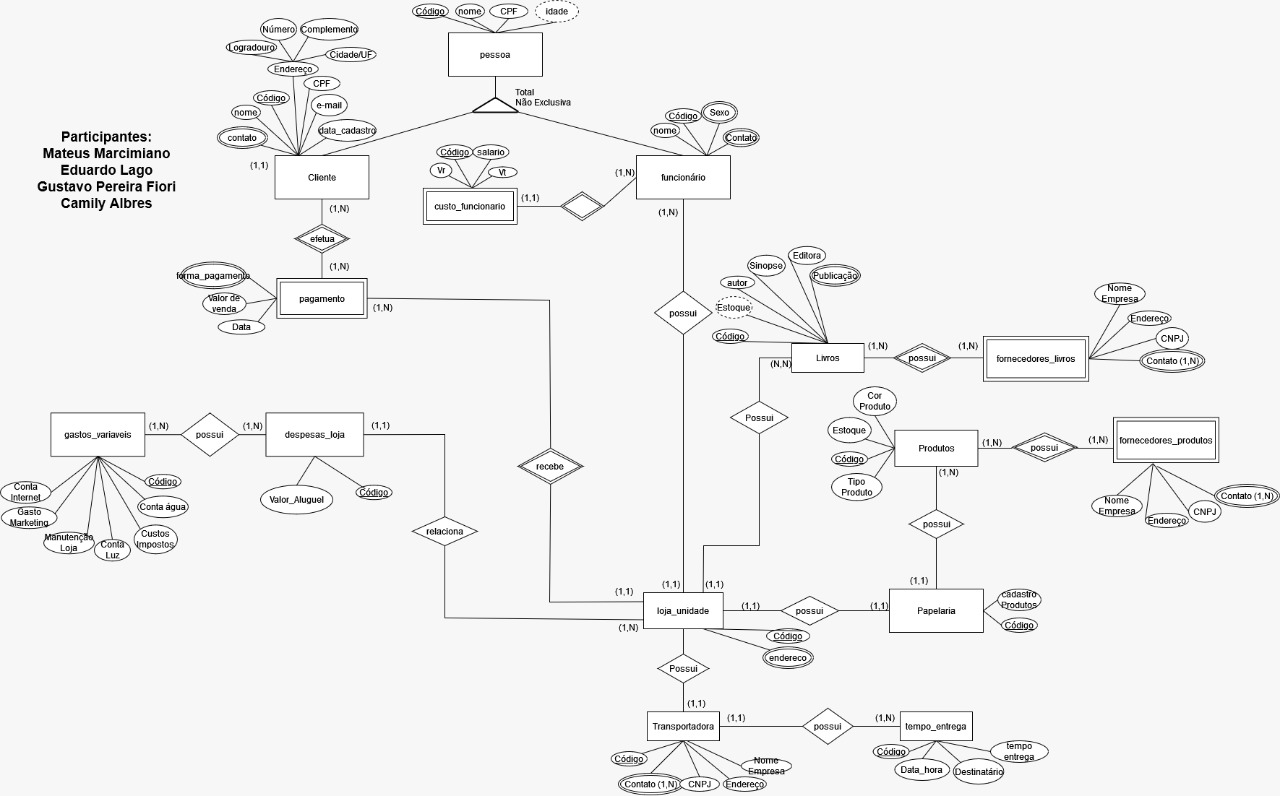 Código
nome
CPF
idade
pessoa
Total
Não Exclusiva
Número
Complemento
Logradouro
Cidade/UF
Endereço
CPF
Código
e-mail
nome
data_cadastro
contato
(1,1)
Cliente
(1,N)
Participantes:
Mateus Marcimiano
Eduardo Lago
Gustavo Pereira Fiori
Camily Albres
Código
Sexo
nome
Contato
funcionário
(1,N)
(1,N)
Código
salario
Vr
Vt
custo_funcionario
(1,1)
efetua
(1,N)
forma_pagamento
Valor de
venda
Data
pagamento
(1,N)
possui
Sinopse
Editora
autor
Publicação
Estoque
Código
Livros
(N,N)
(1,N)
possui
(1,N)
fornecedores_livros
Nome
Empresa
Endereço
CNPJ
Contato (1,N)
Possui
Cor
Produto
Estoque
Código
Tipo
Produto
Produtos
(1,N)
possui
(1,N)
fornecedores_produtos
(1,N)
Nome
Empresa
Endereço
CNPJ
Contato (1,N)
gastos_variaveis
(1,N)
possui
(1,N)
despesas_loja
(1,1)
Valor_Aluguel
Código
Conta
Internet
Gasto
Marketing
Manutenção
Loja
Conta
Luz
Custos
Impostos
Conta água
Código
recebe
relaciona
possui
(1,1)
(1,1)
(1,1)
(1,1)
(1,N)
loja_unidade
(1,1)
possui
(1,1)
Papelaria
cadastro
Produtos
Código
Código
endereco
Possui
(1,1)
Transportadora
(1,1)
possui
(1,N)
tempo_entrega
Código
Contato (1,N)
CNPJ
Endereço
Nome
Empresa
Código
Data_hora
Destinatário
tempo
entrega